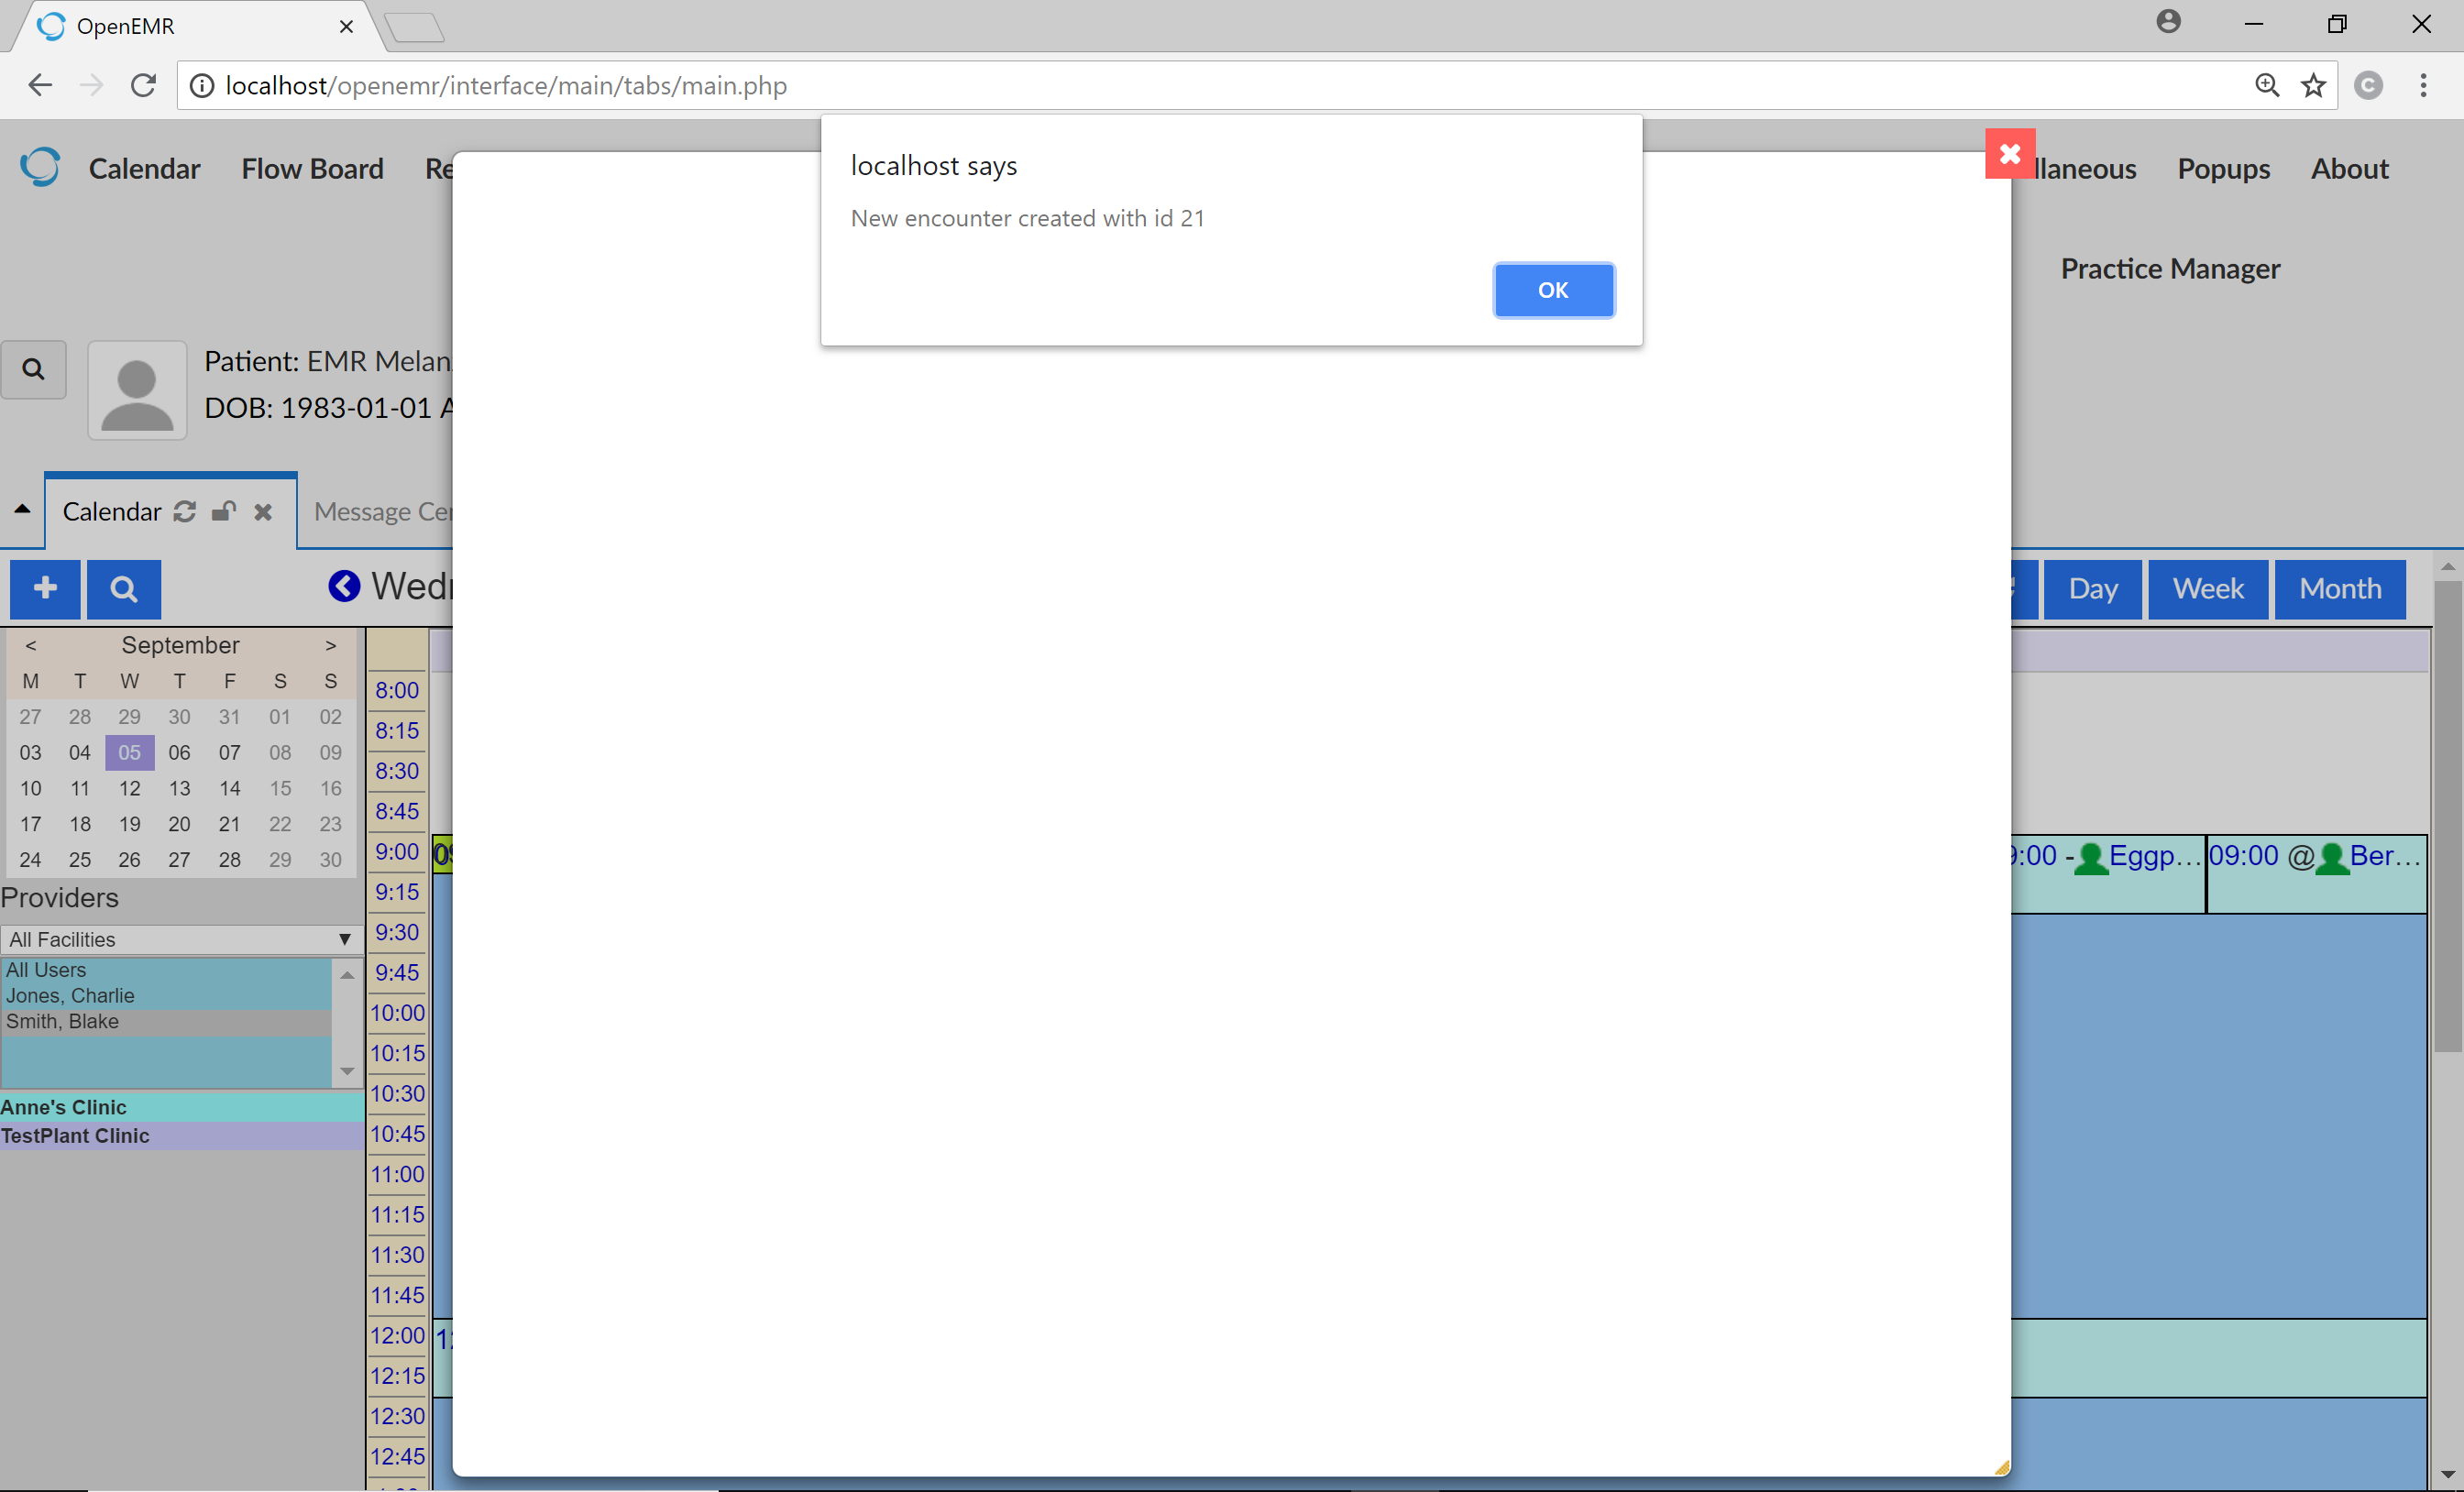 OpenEMR
localhost/openemr/interface/main/tabs/main.php
Calendar Flow Board Re
llaneous Popups About
Practice Manager
localhost says
New encounter created with id 21
OK
Patient: EMR Melan
DOB: 1983-01-01 A
Calendar
Message Cen
Wedn
Day Week Month
< September >
M T W T F S S
27 28 29 30 31 01 02
03 04 05 06 07 08 09
10 11 12 13 14 15 16
17 18 19 20 21 22 23
24 25 26 27 28 29 30
Providers
All Facilities
All Users
Jones, Charlie
Smith, Blake
Anne's Clinic
TestPlant Clinic
8:00
8:15
8:30
8:45
9:00
9:15
9:30
9:45
10:00
10:15
10:30
10:45
11:00
11:15
11:30
11:45
12:00
12:15
12:30
12:45
9:00 - Eggp...
09:00 @ Ber...